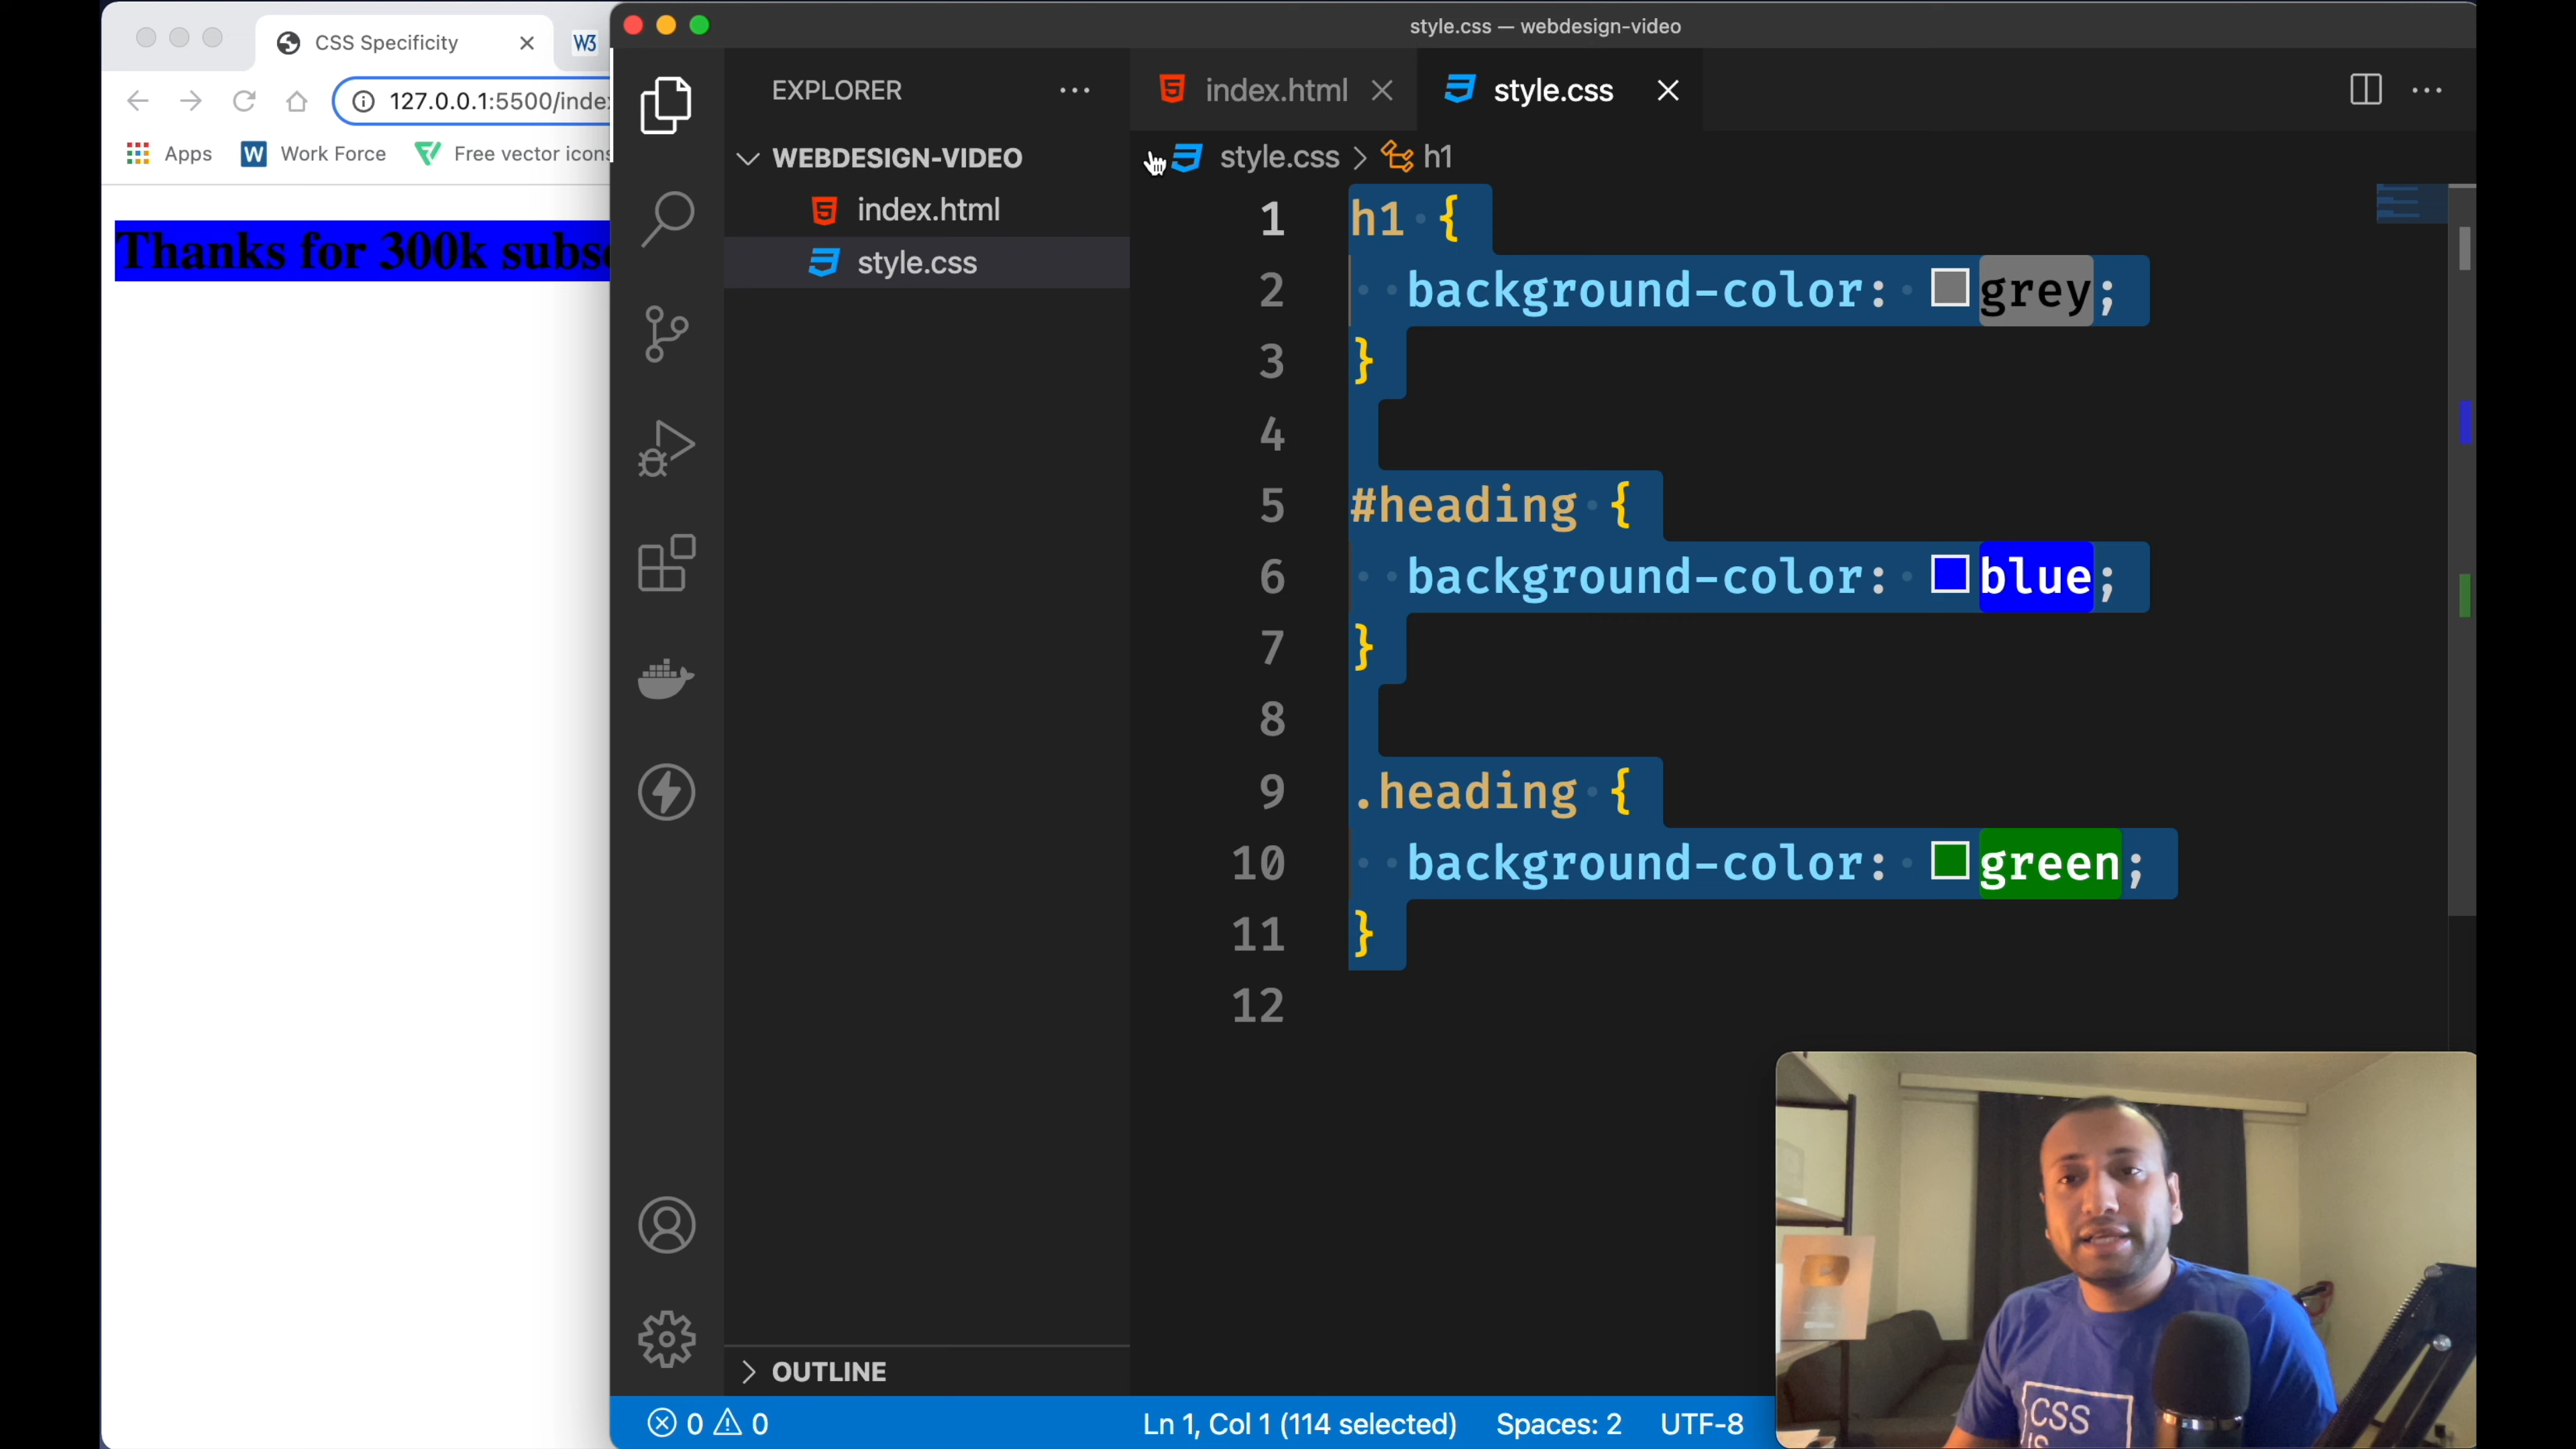 style.css — webdesign-video
CSS Specificity
127.0.0.1:5500/inde
Apps
W
Work Force
Free vector icons
Thanks for 300k subs
EXPLORER
WEBDESIGN-VIDEO
index.html
style.css
OUTLINE
index.html
style.css
style.css > h1
1 h1 {
2 background-color: grey;
3 }
4
5 #heading {
6 background-color: blue;
7 }
8
9 .heading {
10 background-color: green;
11 }
12
0 0
Ln 1, Col 1 (114 selected)
Spaces: 2
UTF-8
CSS
IS